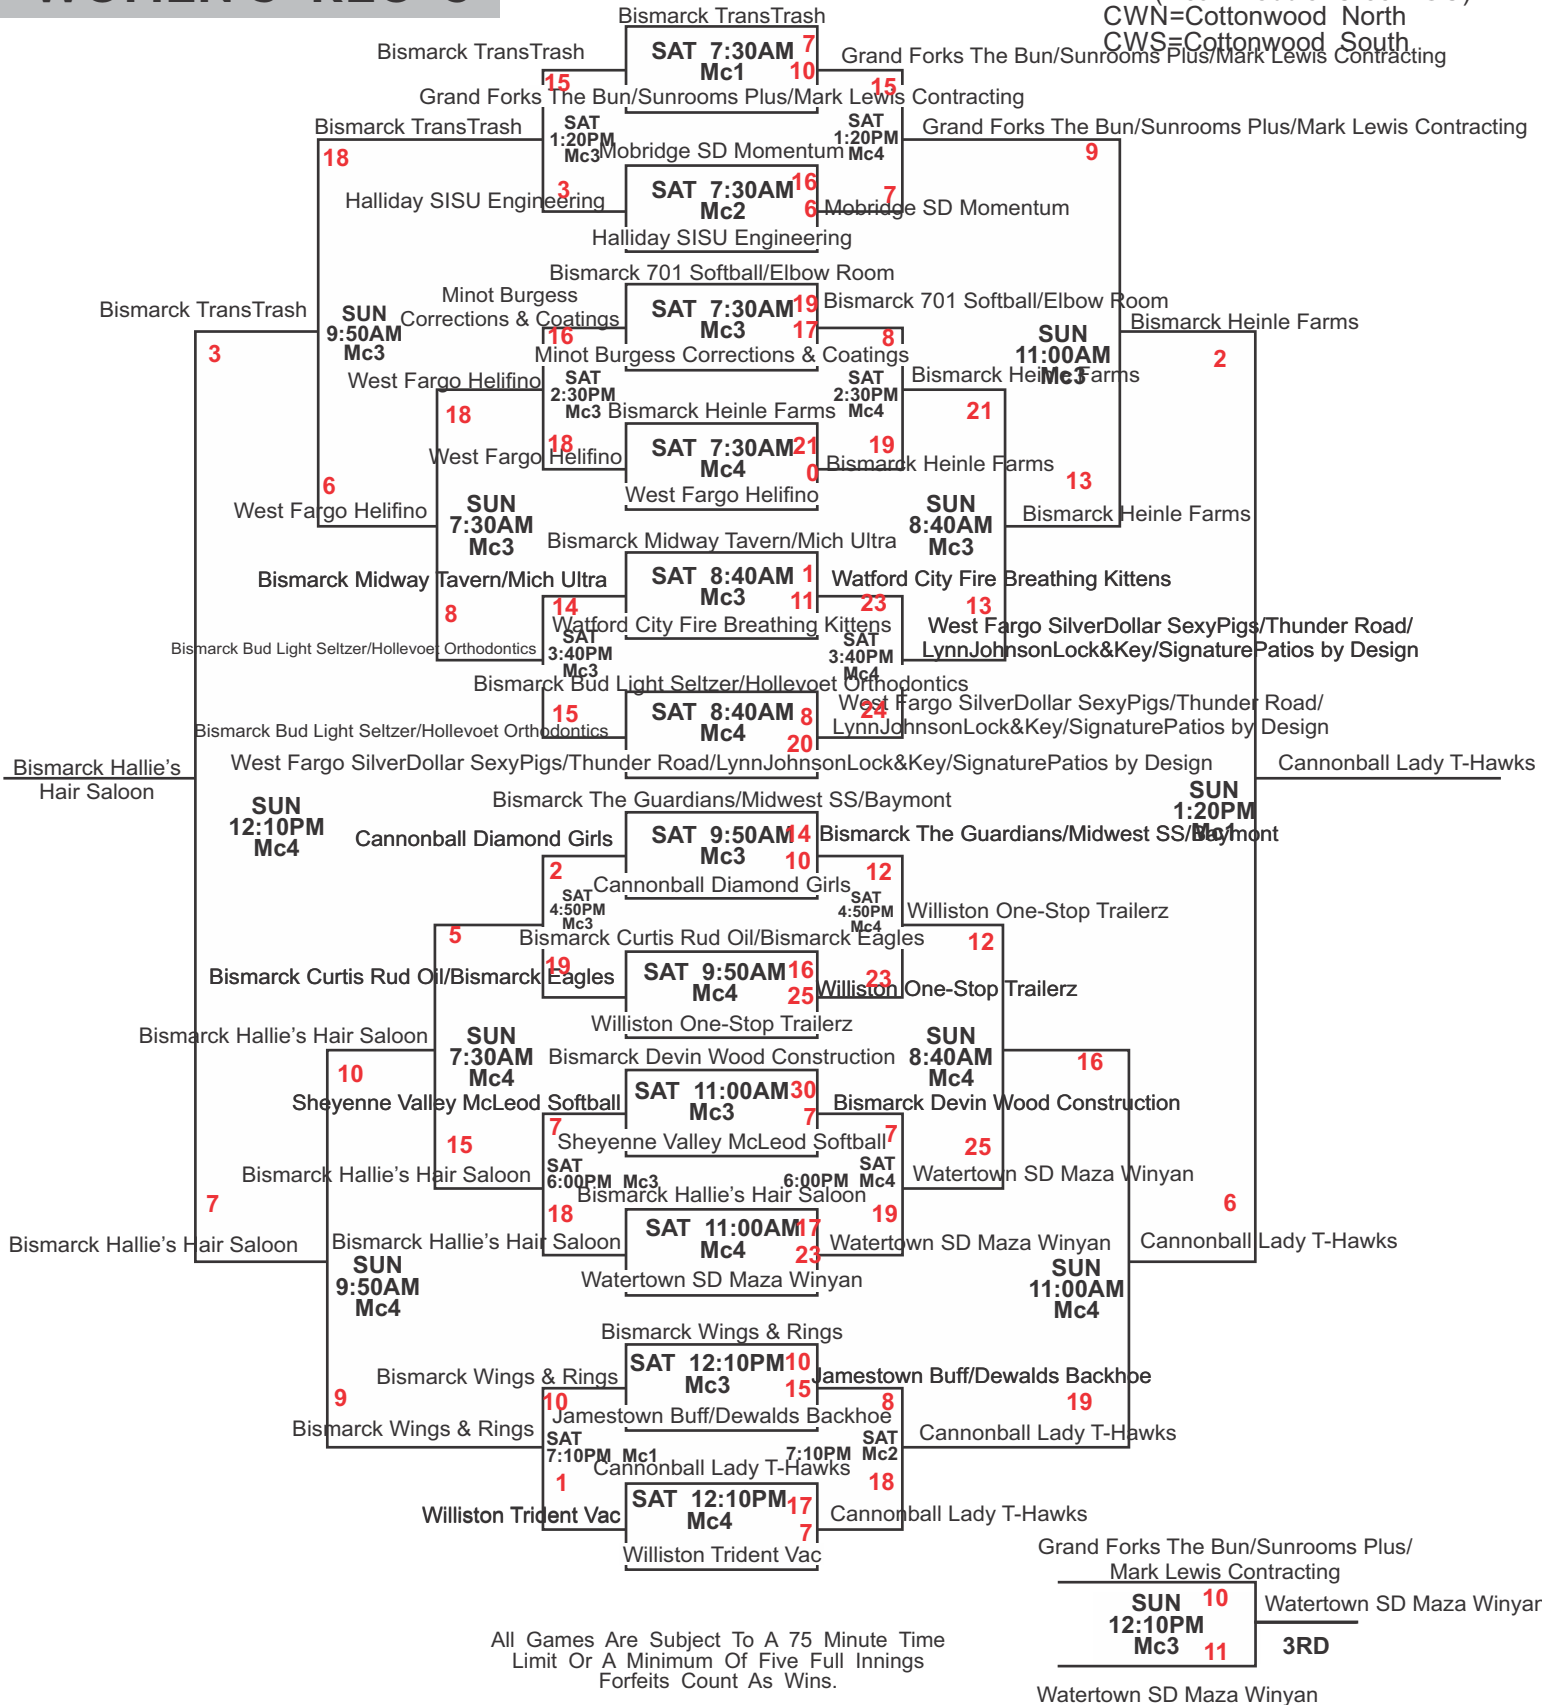 Bismarck TransTrash
CWN=Cottonwood North
CWS=Cottonwood South
Bismarck TransTrash
SAT 7:30AM 7
Mc1 10
Grand Forks The Bun/Sunrooms Plus/Mark Lewis Contracting
15
15
Grand Forks The Bun/Sunrooms Plus/Mark Lewis Contracting
Bismarck TransTrash
SAT
1:20PM
Mc3
SAT
1:20PM
Mc4
Grand Forks The Bun/Sunrooms Plus/Mark Lewis Contracting
18
9
Mobridge SD Momentum
Halliday SISU Engineering
3
SAT 7:30AM 16
Mc2 6
7
Mobridge SD Momentum
Halliday SISU Engineering
Bismarck 701 Softball/Elbow Room
Bismarck TransTrash
SUN
9:50AM
Mc3
Minot Burgess
Corrections & Coatings
16
SAT 7:30AM 19
Mc3 17
Bismarck 701 Softball/Elbow Room
8
SUN
11:00AM
Mc3
Bismarck Heinle Farms
3
2
Minot Burgess Corrections & Coatings
West Fargo Helifino
SAT
2:30PM
Mc3
SAT
2:30PM
Mc4
Bismarck Heinle Farms
18
21
Bismarck Heinle Farms
West Fargo Helifino
18
SAT 7:30AM 21
Mc4 0
19
Bismarck Heinle Farms
West Fargo Helifino
6
13
West Fargo Helifino
SUN
7:30AM
Mc3
SUN
8:40AM
Mc3
Bismarck Heinle Farms
Bismarck Midway Tavern/Mich Ultra
Bismarck Midway Tavern/Mich Ultra
14
SAT 8:40AM 1
Mc3 11
Watford City Fire Breathing Kittens
23
8
13
Watford City Fire Breathing Kittens
SAT
3:40PM
Mc3
SAT
3:40PM
Mc4
West Fargo SilverDollar SexyPigs/Thunder Road/
LynnJohnsonLock&Key/SignaturePatios by Design
Bismarck Bud Light Seltzer/Hollevoet Orthodontics
Bismarck Bud Light Seltzer/Hollevoet Orthodontics
15
Bismarck Bud Light Seltzer/Hollevoet Orthodontics
SAT 8:40AM 8
Mc4 20
24
West Fargo SilverDollar SexyPigs/Thunder Road/
LynnJohnsonLock&Key/SignaturePatios by Design
West Fargo SilverDollar SexyPigs/Thunder Road/LynnJohnsonLock&Key/SignaturePatios by Design
Bismarck Hallie's
Hair Saloon
Cannonball Lady T-Hawks
SUN
12:10PM
Mc4
SUN
1:20PM
Mc1
Bismarck The Guardians/Midwest SS/Baymont
Cannonball Diamond Girls
2
SAT 9:50AM 14
Mc3 10
Bismarck The Guardians/Midwest SS/Baymont
12
Cannonball Diamond Girls
SAT
4:50PM
Mc3
SAT
4:50PM
Mc4
Williston One-Stop Trailerz
5
12
Bismarck Curtis Rud Oil/Bismarck Eagles
Bismarck Curtis Rud Oil/Bismarck Eagles
19
SAT 9:50AM 16
Mc4 25
23
Williston One-Stop Trailerz
Williston One-Stop Trailerz
Bismarck Hallie's Hair Saloon
SUN
7:30AM
Mc4
SUN
8:40AM
Mc4
10
16
Bismarck Devin Wood Construction
Sheyenne Valley McLeod Softball
7
SAT 11:00AM 30
Mc3 7
Bismarck Devin Wood Construction
7
Sheyenne Valley McLeod Softball
15
25
Bismarck Hallie's Hair Saloon
SAT
6:00PM Mc3
SAT
6:00PM Mc4
Watertown SD Maza Winyan
Bismarck Hallie's Hair Saloon
7
6
18
19
Bismarck Hallie's Hair Saloon
Bismarck Hallie's Hair Saloon
SAT 11:00AM 17
Mc4 23
Watertown SD Maza Winyan
Cannonball Lady T-Hawks
Watertown SD Maza Winyan
SUN
9:50AM
Mc4
SUN
11:00AM
Mc4
Bismarck Wings & Rings
Bismarck Wings & Rings
10
SAT 12:10PM 10
Mc3 15
Jamestown Buff/Dewalds Backhoe
8
9
19
Jamestown Buff/Dewalds Backhoe
Bismarck Wings & Rings
SAT
7:10PM Mc1
SAT
7:10PM Mc2
Cannonball Lady T-Hawks
Cannonball Lady T-Hawks
1
18
Williston Trident Vac
SAT 12:10PM 17
Mc4 7
Cannonball Lady T-Hawks
Williston Trident Vac
Grand Forks The Bun/Sunrooms Plus/
Mark Lewis Contracting
SUN 10
12:10PM
Mc3 11
Watertown SD Maza Winyan
3RD
Watertown SD Maza Winyan
All Games Are Subject To A 75 Minute Time
Limit Or A Minimum Of Five Full Innings
Forfeits Count As Wins.